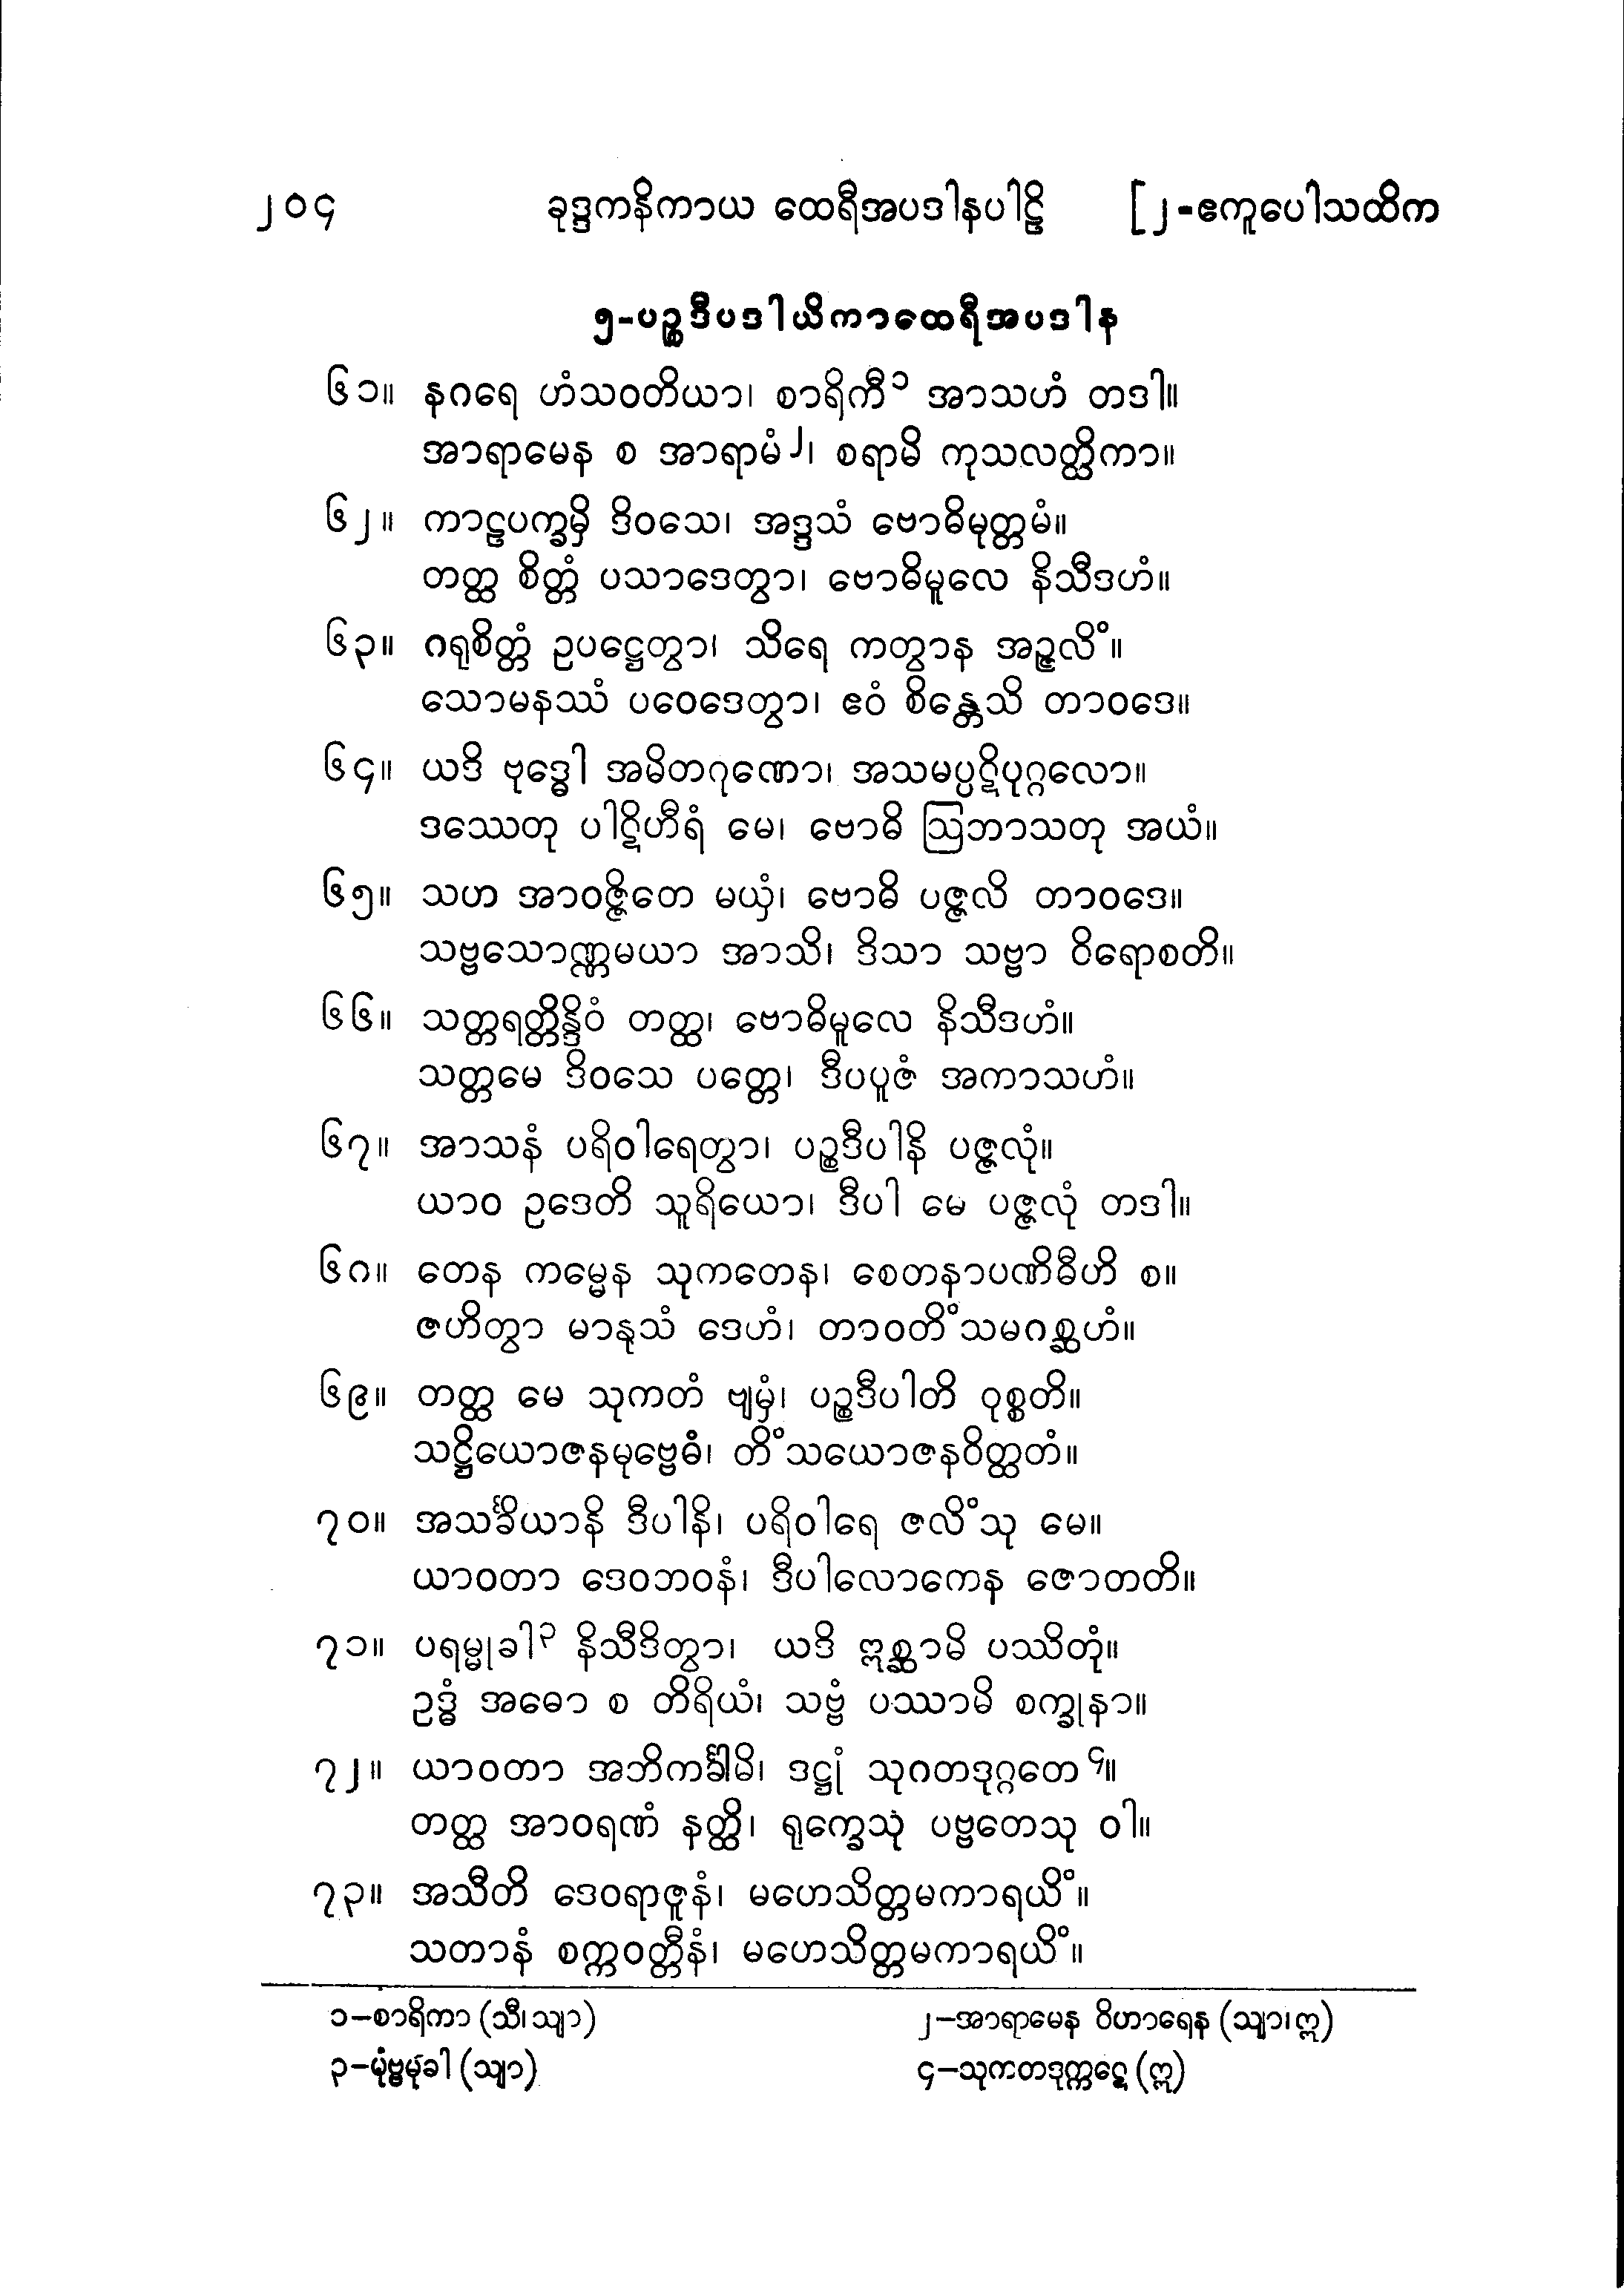 ၂၀၄ ခုဒ္ဒကနိကာယ ထေရီအပဒါနပါဠိ [၂-ဧကူပေါသထိက
၅-ပဉ္စဒီပဒါယိကာထေရီအပဒါန
၆၁။ နဂရေ ဟံသဝတိယာ၊ စာရိကီ၁ အာသဟံ တဒါ။
အာရာမေန စ အာရာမံ၂၊ စရာမိ ကုသလတ္ထိကာ။
၆၂။ ကာဠပက္ခမှိ ဒိဝသေ၊ အဒ္ဒသံ ဗောဓိမုတ္တမံ။
တတ္ထ စိတ္တံ ပသာဒေတွာ၊ ဗောဓိမူလေ နိသီဒဟံ။
၆၃။ ဂရုစိတ္တံ ဥပဋ္ဌေတွာ၊ သိရေ ကတွာန အဉ္ဇလိံ။
သောမနဿံ ပဝေဒေတွာ၊ ဧဝံ စိန္တေသိ တာဝဒေ။
၆၄။ ယဒိ ဗုဒ္ဓေါ အမိတဂုဏော၊ အသမပ္ပဋိပုဂ္ဂလော။
ဒဿေတု ပါဋိဟီရံ မေ၊ ဗောဓိ ဩဘာသတု အယံ။
၆၅။ သဟ အာဝဇ္ဇိတေ မယှံ၊ ဗောဓိ ပဇ္ဇလိ တာဝဒေ။
သဗ္ဗသောဏ္ဏမယာ အာသိ၊ ဒိသာ သဗ္ဗာ ဝိရောစတိ။
၆၆။ သတ္တရတ္တိန္ဒိဝံ တတ္ထ၊ ဗောဓိမူလေ နိသီဒဟံ။
သတ္တမေ ဒိဝသေ ပတ္တေ၊ ဒီပပူဇံ အကာသဟံ။
၆၇။ အာသနံ ပရိဝါရေတွာ၊ ပဉ္စဒီပါနိ ပဇ္ဇလုံ။
ယာဝ ဥဒေတိ သူရိယော၊ ဒီပါ မေ ပဇ္ဇလုံ တဒါ။
၆၈။ တေန ကမ္မေန သုကတေန၊ စေတနာပဏိဓီဟိ စ။
ဇဟိတွာ မာနုသံ ဒေဟံ၊ တာဝတိံသမဂစ္ဆဟံ။
၆၉။ တတ္ထ မေ သုကတံ ဗျမှံ၊ ပဉ္စဒီပါတိ ဝုစ္စတိ။
သဋ္ဌိယောဇနမုဗ္ဗေဓံ၊ တိံသယောဇနဝိတ္ထတံ။
၇၀။ အသင်္ခိယာနိ ဒီပါနိ၊ ပရိဝါရေ ဇလိံသု မေ။
ယာဝတာ ဒေဝဘဝနံ၊ ဒီပါလောကေန ဇောတတိ။
၇၁။ ပရမ္မုခါ၃ နိသီဒိတွာ၊ ယဒိ ဣစ္ဆာမိ ပဿိတုံ။
ဥဒ္ဓံ အဓော စ တိရိယံ၊ သဗ္ဗံ ပဿာမိ စက္ခုနာ။
၇၂။ ယာဝတာ အဘိကင်္ခါမိ၊ ဒဋ္ဌုံ သုဂတဒုဂ္ဂတေ၄။
တတ္ထ အာဝရဏံ နတ္ထိ၊ ရုက္ခေသု ပဗ္ဗတေသု ဝါ။
၇၃။ အသီတိ ဒေဝရာဇူနံ၊ မဟေသိတ္တမကာရယိံ။
သတာနံ စက္ကဝတ္တီနံ၊ မဟေသိတ္တမကာရယိံ။
၁-စာရိကာ (သီ၊သျာ) ၂-အာရာမေန ဝိဟာရေန (သျာ၊ဣ)
၃-ပုဗ္ဗမုခါ (သျာ) ၄-သုကတဒုက္ကဋေ (ဣ)